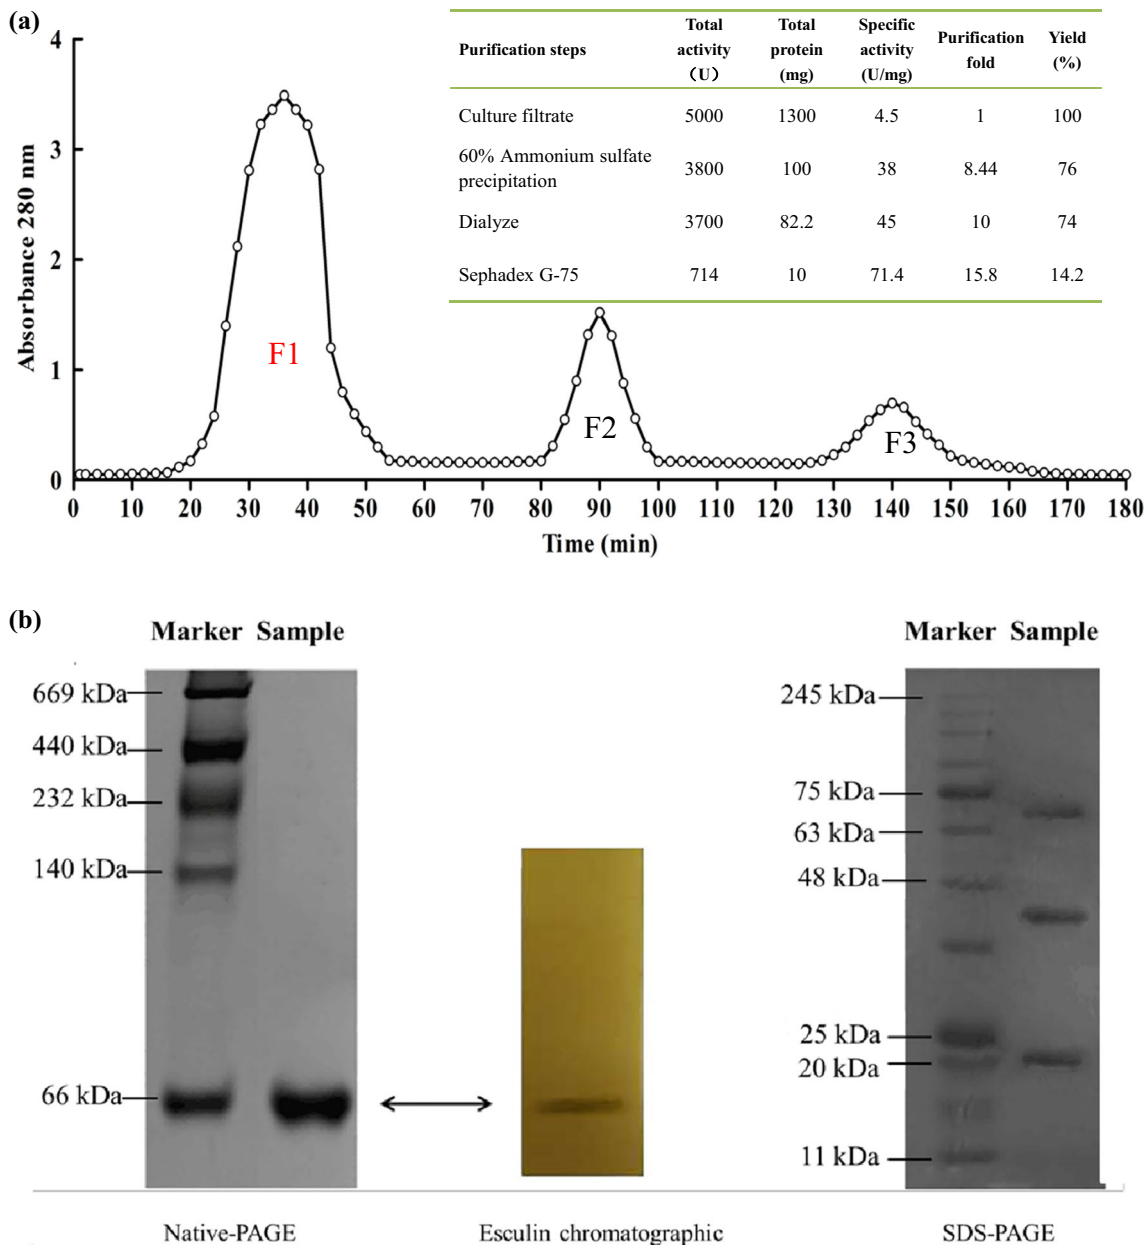 (a)
Purification steps Total activity (U) Total protein (mg) Specific activity (U/mg) Purification fold Yield (%)
Culture filtrate 5000 1300 4.5 1 100
60% Ammonium sulfate precipitation 3800 100 38 8.44 76
Dialyze 3700 82.2 45 10 74
Sephadex G-75 714 10 71.4 15.8 14.2
Absorbance 280 nm
4
3
2
1
0
F1
F2
F3
0 10 20 30 40 50 60 70 80 90 100 110 120 130 140 150 160 170 180
Time (min)
(b)
Marker Sample
669 kDa
440 kDa
232 kDa
140 kDa
66 kDa
Native-PAGE
Esculin chromatographic
Marker Sample
245 kDa
75 kDa
63 kDa
48 kDa
25 kDa
20 kDa
11 kDa
SDS-PAGE